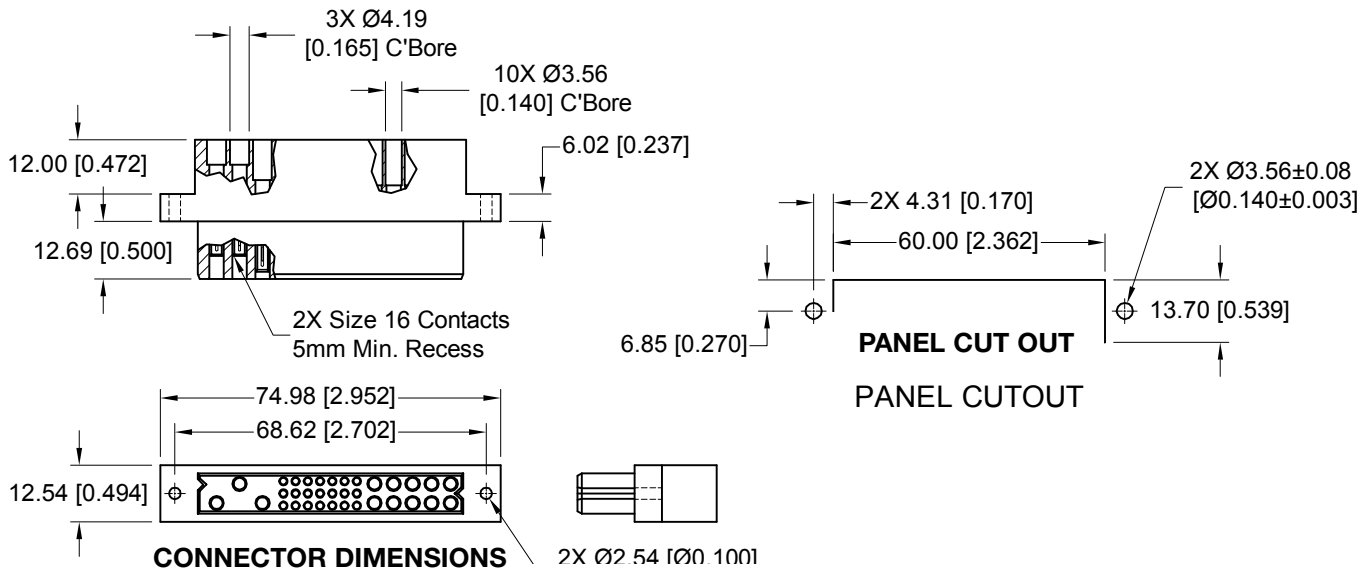 3X Ø4.19
[0.165] C'Bore
10X Ø3.56
[0.140] C'Bore
12.00 [0.472]
6.02 [0.237]
12.69 [0.500]
2X Size 16 Contacts
5mm Min. Recess
2X Ø3.56±0.08
[Ø0.140±0.003]
2X 4.31 [0.170]
60.00 [2.362]
13.70 [0.539]
6.85 [0.270]
PANEL CUT OUT
PANEL CUTOUT
74.98 [2.952]
68.62 [2.702]
12.54 [0.494]
CONNECTOR DIMENSIONS
2X Ø2.54 [Ø0.100]